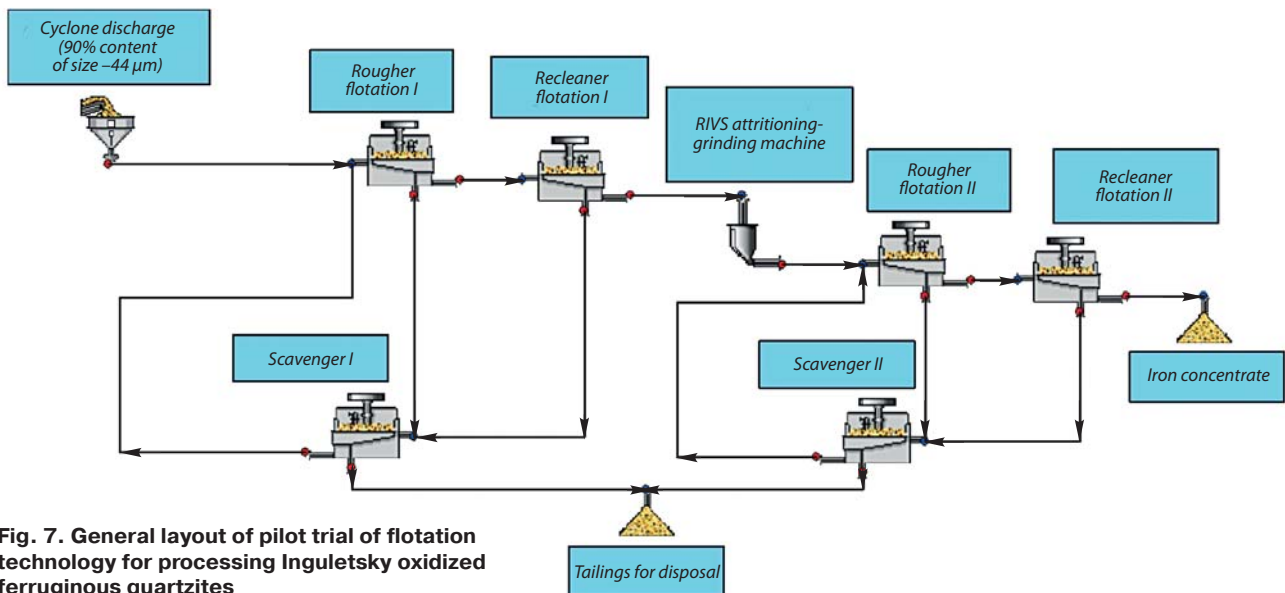 Cyclone discharge
(90% content
of size –44 μm)
Rougher
flotation I
Recleaner
flotation I
RIVS attritioning-
grinding machine
Rougher
flotation II
Recleaner
flotation II
Scavenger I
Scavenger II
Iron concentrate
Tailings for disposal
Fig. 7. General layout of pilot trial of flotation
technology for processing Inguletsky oxidized
ferruginous quartzites